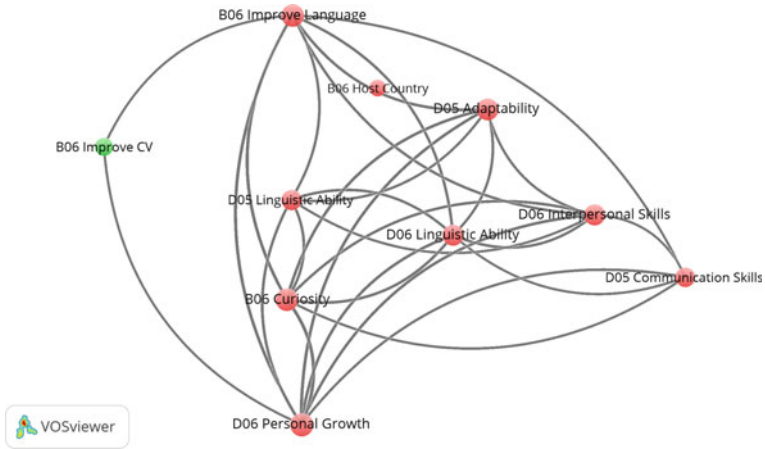 B06 Improve Language
B06 Host Country
D05 Adaptability
B06 Improve CV
D05 Linguistic Ability
D06 Interpersonal Skills
D06 Linguistic Ability
D05 Communication Skills
B06 Curiosity
D06 Personal Growth
VOSviewer